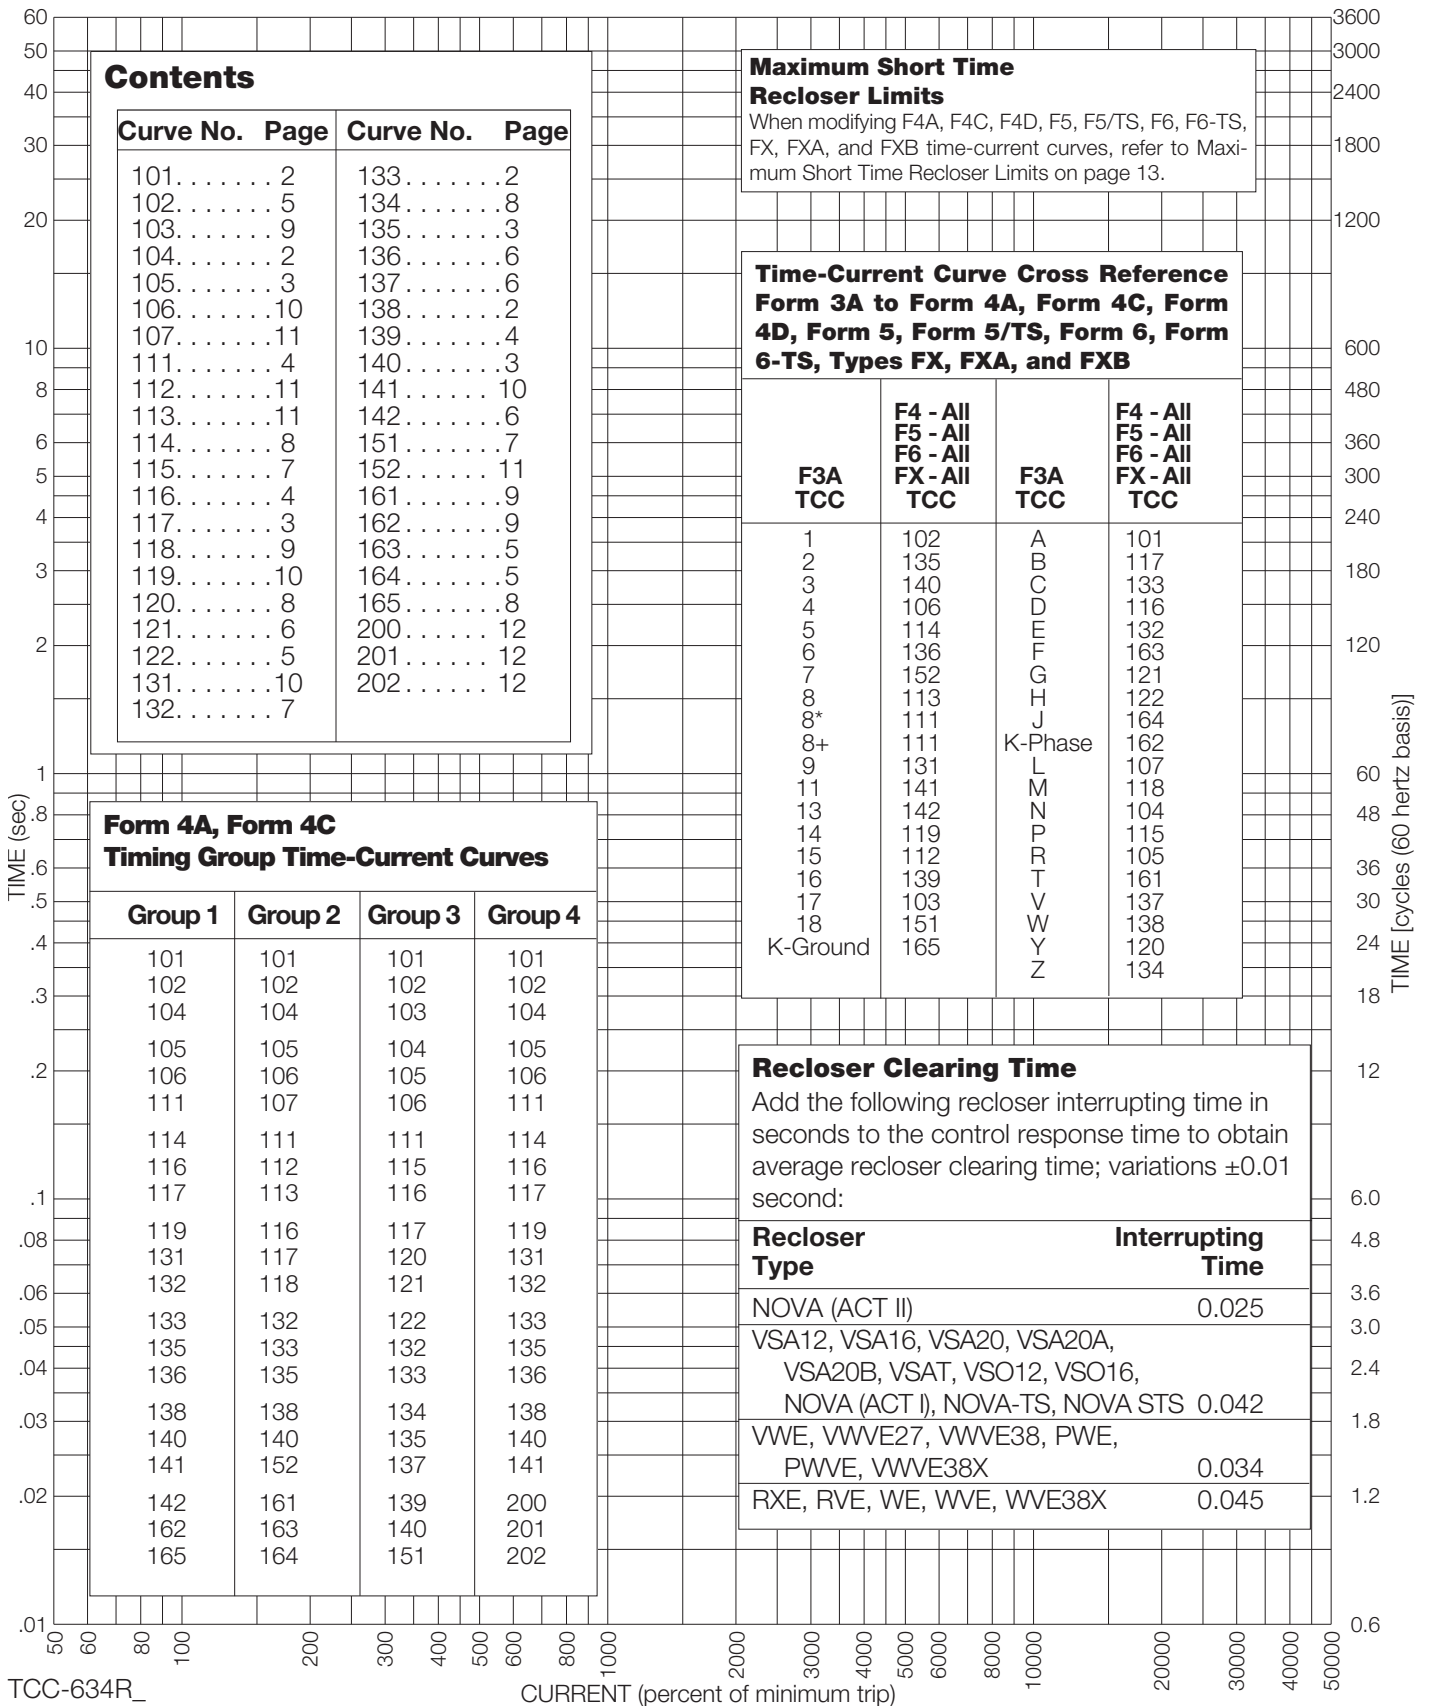 Contents
Curve No. Page Curve No. Page
101. . . . . . . 2 133 . . . . . . . 2
102. . . . . . . 5 134 . . . . . . . 8
103. . . . . . . 9 135 . . . . . . . 3
104. . . . . . . 2 136 . . . . . . . 6
105. . . . . . . 3 137 . . . . . . . 6
106. . . . . . .10 138 . . . . . . . 2
107. . . . . . .11 139 . . . . . . . 4
111. . . . . . . 4 140 . . . . . . . 3
112. . . . . . .11 141 . . . . . . 10
113. . . . . . .11 142 . . . . . . . 6
114. . . . . . . 8 151 . . . . . . . 7
115. . . . . . . 7 152 . . . . . . 11
116. . . . . . . 4 161 . . . . . . . 9
117. . . . . . . 3 162 . . . . . . . 9
118. . . . . . . 9 163 . . . . . . . 5
119. . . . . . .10 164 . . . . . . . 5
120. . . . . . . 8 165 . . . . . . . 8
121. . . . . . . 6 200 . . . . . . 12
122. . . . . . . 5 201 . . . . . . 12
131. . . . . . .10 202 . . . . . . 12
132. . . . . . . 7
Maximum Short Time
Recloser Limits
When modifying F4A, F4C, F4D, F5, F5/TS, F6, F6-TS,
FX, FXA, and FXB time-current curves, refer to Maxi-
mum Short Time Recloser Limits on page 13.
Time-Current Curve Cross Reference
Form 3A to Form 4A, Form 4C, Form
4D, Form 5, Form 5/TS, Form 6, Form
6-TS, Types FX, FXA, and FXB
F4 - All F4 - All
F5 - All F5 - All
F6 - All F6 - All
F3A FX - All F3A FX - All
TCC TCC TCC TCC
1 102 A 101
2 135 B 117
3 140 C 133
4 106 D 116
5 114 E 132
6 136 F 163
7 152 G 121
8 113 H 122
8* 111 J 164
8+ 111 K-Phase 162
9 131 L 107
11 141 M 118
13 142 N 104
14 119 P 115
15 112 R 105
16 139 T 161
17 103 V 137
18 151 W 138
K-Ground 165 Y 120
Z 134
Form 4A, Form 4C
Timing Group Time-Current Curves
Group 1 Group 2 Group 3 Group 4
101 101 101 101
102 102 102 102
104 104 103 104
105 105 104 105
106 106 105 106
111 107 106 111
114 111 111 114
116 112 115 116
117 113 116 117
119 116 117 119
131 117 120 131
132 118 121 132
133 132 122 133
135 133 132 135
136 135 133 136
138 138 134 138
140 140 135 140
141 152 137 141
142 161 139 200
162 163 140 201
165 164 151 202
Recloser Clearing Time
Add the following recloser interrupting time in
seconds to the control response time to obtain
average recloser clearing time; variations ±0.01
second:
Recloser Interrupting
Type Time
NOVA (ACT II) 0.025
VSA12, VSA16, VSA20, VSA20A,
VSA20B, VSAT, VSO12, VSO16,
NOVA (ACT I), NOVA-TS, NOVA STS 0.042
VWE, VWVE27, VWVE38, PWE,
PWVE, VWVE38X 0.034
RXE, RVE, WE, WVE, WVE38X 0.045
TIME (sec)
60
50
40
30
20
10
8
6
5
4
3
2
1
.8
.6
.5
.4
.3
.2
.1
.08
.06
.05
.04
.03
.02
.01
TIME [cycles (60 hertz basis)]
3600
3000
2400
1800
1200
600
480
360
300
240
180
120
60
48
36
30
24
18
12
6.0
4.8
3.6
3.0
2.4
1.8
1.2
0.6
50 60 80 100 200 300 400 500 600 800 1000 2000 3000 4000 5000 6000 8000 10000 20000 30000 40000 50000
CURRENT (percent of minimum trip)
TCC-634R_